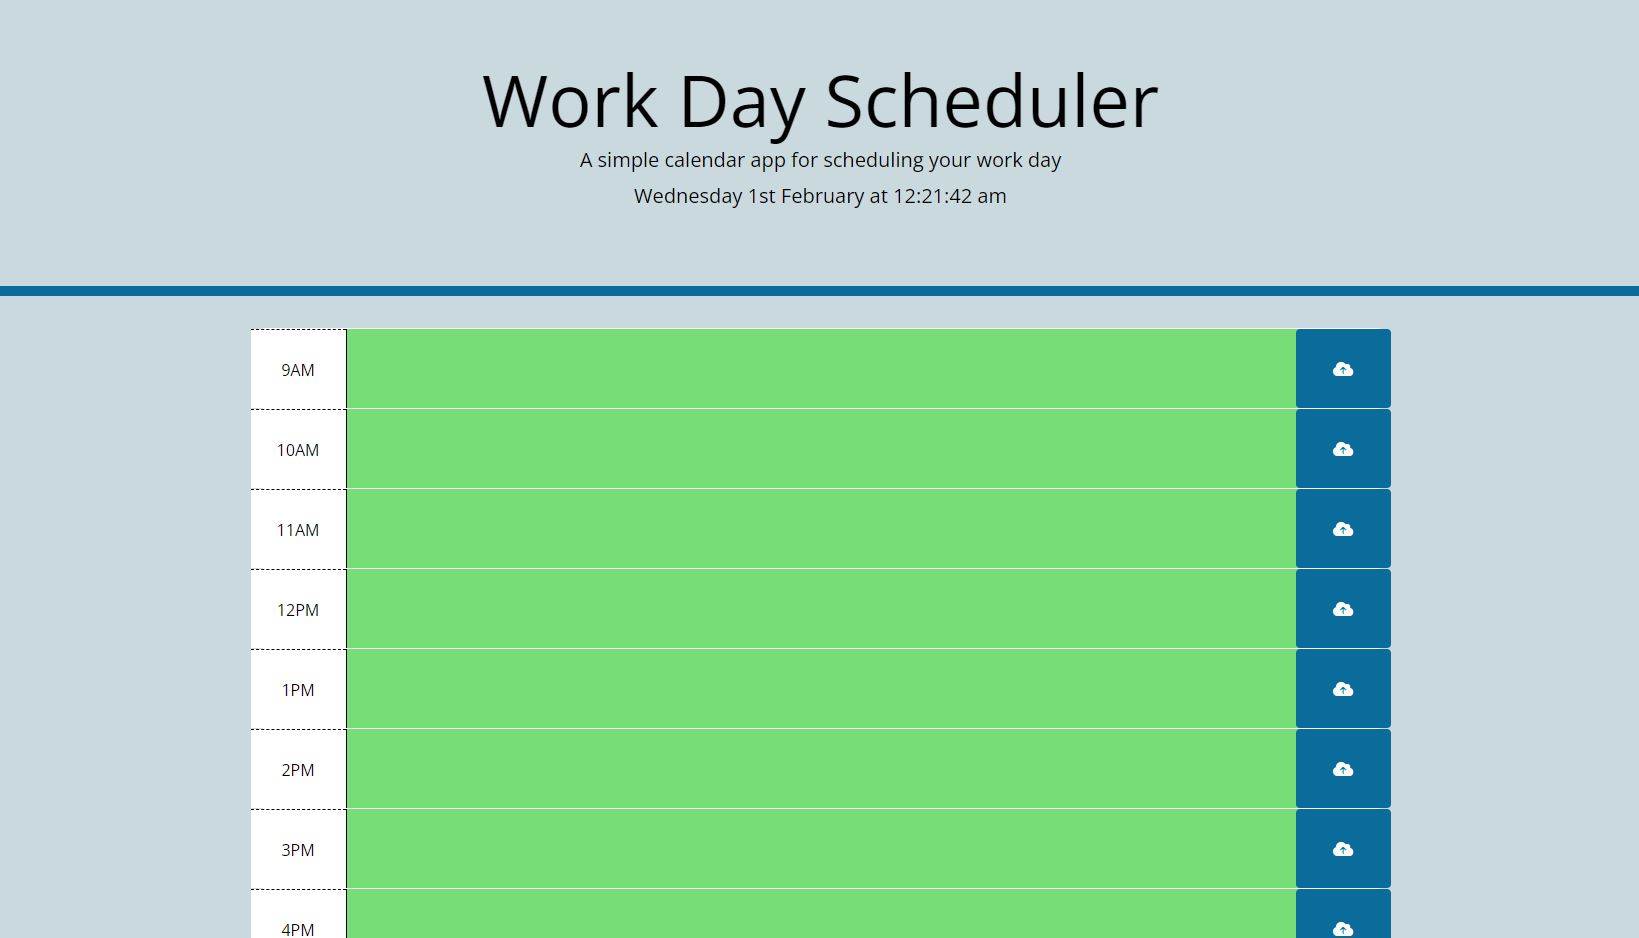 Work Day Scheduler
A simple calendar app for scheduling your work day
Wednesday 1st February at 12:21:42 am
9AM
10AM
11AM
12PM
1PM
2PM
3PM
4PM